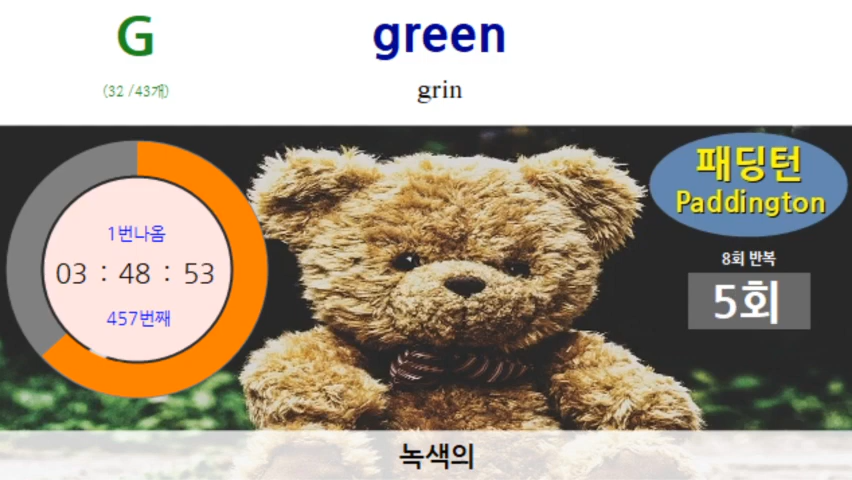 G
green
(32 /43개)
grin
패딩턴
Paddington
1번나옴
03 : 48 : 53
457번째
8회 반복
5회
녹색의